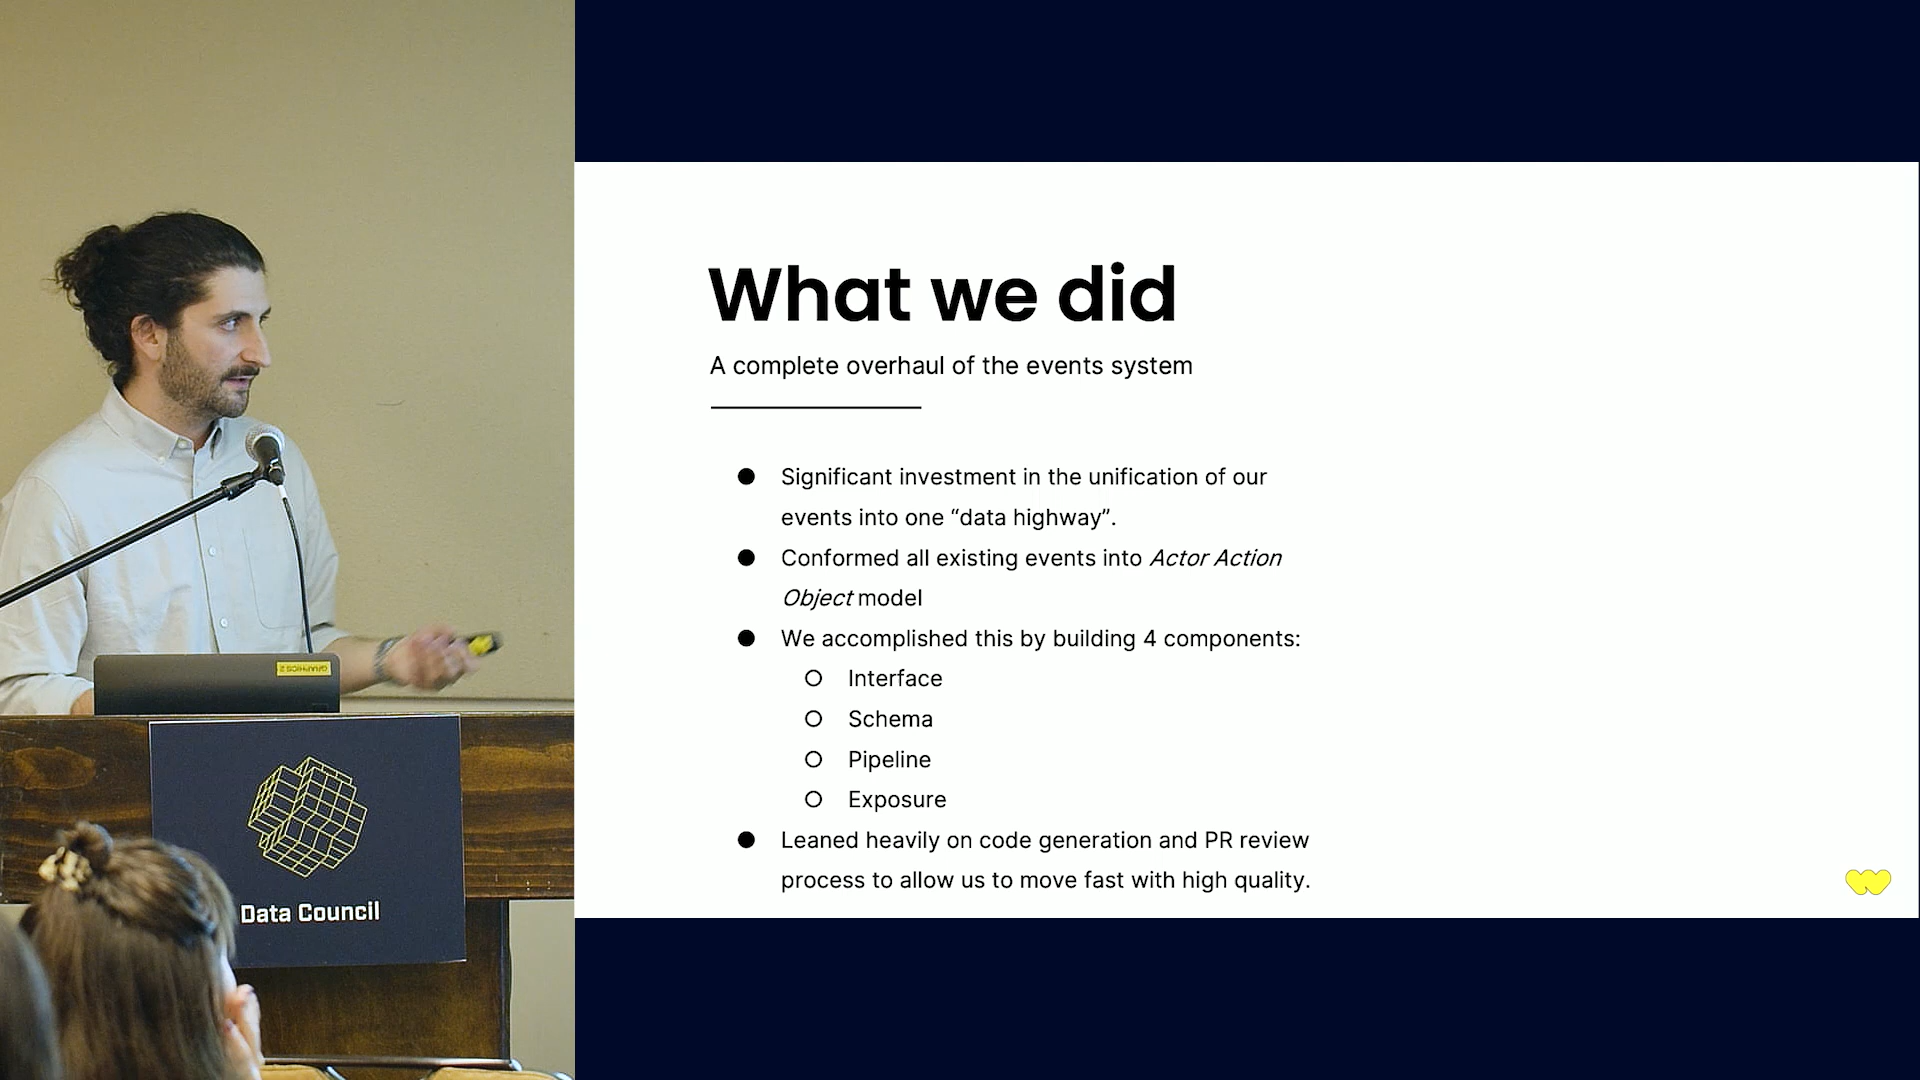 What we did
A complete overhaul of the events system
Significant investment in the unification of our
events into one “data highway”.
Conformed all existing events into Actor Action
Object model
We accomplished this by building 4 components:
Interface
Schema
Pipeline
Exposure
Leaned heavily on code generation and PR review
process to allow us to move fast with high quality.
GRAPHICS 2
Data Council